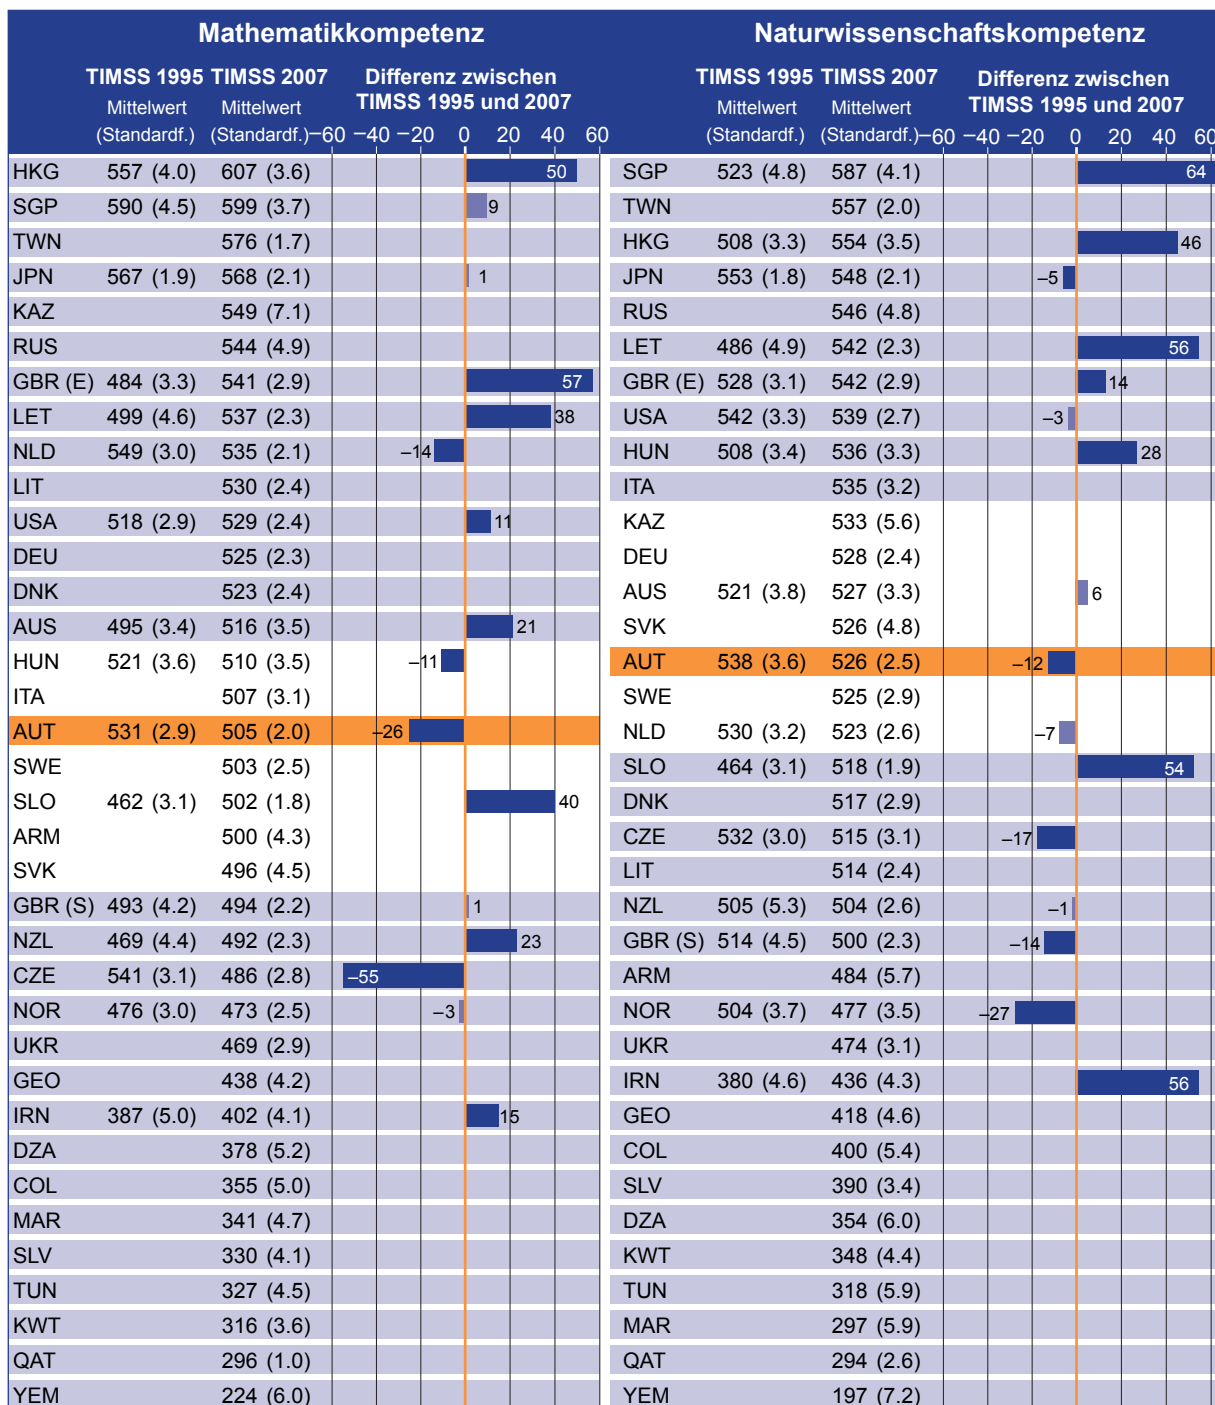 Mathematikkompetenz
TIMSS 1995 TIMSS 2007 Differenz zwischen
Mittelwert Mittelwert TIMSS 1995 und 2007
(Standardf.) (Standardf.) –60 –40 –20 0 20 40 60
HKG 557 (4.0) 607 (3.6) 50
SGP 590 (4.5) 599 (3.7) 9
TWN 576 (1.7)
JPN 567 (1.9) 568 (2.1) 1
KAZ 549 (7.1)
RUS 544 (4.9)
GBR (E) 484 (3.3) 541 (2.9) 57
LET 499 (4.6) 537 (2.3) 38
NLD 549 (3.0) 535 (2.1) –14
LIT 530 (2.4)
USA 518 (2.9) 529 (2.4) 11
DEU 525 (2.3)
DNK 523 (2.4)
AUS 495 (3.4) 516 (3.5) 21
HUN 521 (3.6) 510 (3.5) –11
ITA 507 (3.1)
AUT 531 (2.9) 505 (2.0) –26
SWE 503 (2.5)
SLO 462 (3.1) 502 (1.8) 40
ARM 500 (4.3)
SVK 496 (4.5)
GBR (S) 493 (4.2) 494 (2.2) 1
NZL 469 (4.4) 492 (2.3) 23
CZE 541 (3.1) 486 (2.8) –55
NOR 476 (3.0) 473 (2.5) –3
UKR 469 (2.9)
GEO 438 (4.2)
IRN 387 (5.0) 402 (4.1) 15
DZA 378 (5.2)
COL 355 (5.0)
MAR 341 (4.7)
SLV 330 (4.1)
TUN 327 (4.5)
KWT 316 (3.6)
QAT 296 (1.0)
YEM 224 (6.0)
Naturwissenschaftskompetenz
TIMSS 1995 TIMSS 2007 Differenz zwischen
Mittelwert Mittelwert TIMSS 1995 und 2007
(Standardf.) (Standardf.) –60 –40 –20 0 20 40 60
SGP 523 (4.8) 587 (4.1) 64
TWN 557 (2.0)
HKG 508 (3.3) 554 (3.5) 46
JPN 553 (1.8) 548 (2.1) –5
RUS 546 (4.8)
LET 486 (4.9) 542 (2.3) 56
GBR (E) 528 (3.1) 542 (2.9) 14
USA 542 (3.3) 539 (2.7) –3
HUN 508 (3.4) 536 (3.3) 28
ITA 535 (3.2)
KAZ 533 (5.6)
DEU 528 (2.4)
AUS 521 (3.8) 527 (3.3) 6
SVK 526 (4.8)
AUT 538 (3.6) 526 (2.5) –12
SWE 525 (2.9)
NLD 530 (3.2) 523 (2.6) –7
SLO 464 (3.1) 518 (1.9) 54
DNK 517 (2.9)
CZE 532 (3.0) 515 (3.1) –17
LIT 514 (2.4)
NZL 505 (5.3) 504 (2.6) –1
GBR (S) 514 (4.5) 500 (2.3) –14
ARM 484 (5.7)
NOR 504 (3.7) 477 (3.5) –27
UKR 474 (3.1)
IRN 380 (4.6) 436 (4.3) 56
GEO 418 (4.6)
COL 400 (5.4)
SLV 390 (3.4)
DZA 354 (6.0)
KWT 348 (4.4)
TUN 318 (5.9)
MAR 297 (5.9)
QAT 294 (2.6)
YEM 197 (7.2)